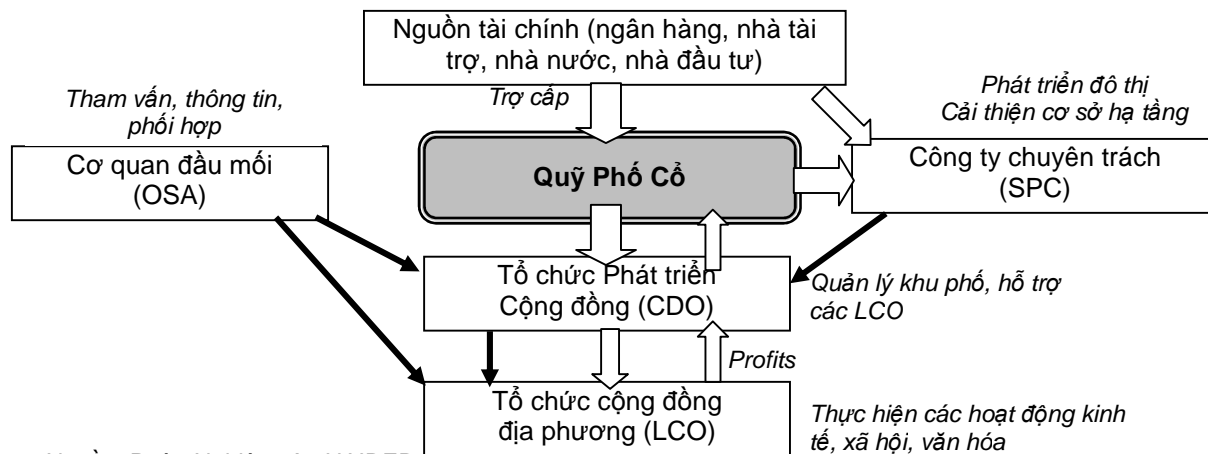 Nguồn tài chính (ngân hàng, nhà tài
trợ, nhà nước, nhà đầu tư)
Tham vấn, thông tin,
phối hợp
Trợ cấp
Phát triển đô thị
Cải thiện cơ sở hạ tầng
Cơ quan đầu mối
(OSA)
Quỹ Phố Cổ
Công ty chuyên trách
(SPC)
Tổ chức Phát triển
Cộng đồng (CDO)
Quản lý khu phố, hỗ trợ
các LCO
Profits
Tổ chức cộng đồng
địa phương (LCO)
Thực hiện các hoạt động kinh
tế, xã hội, văn hóa